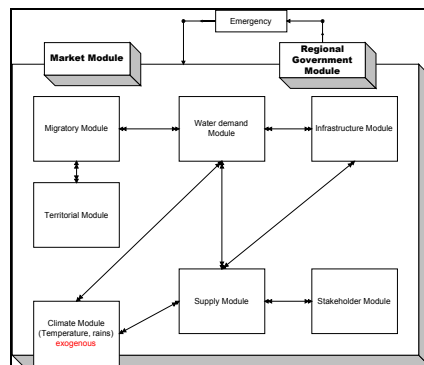 Emergency
Market Module
Regional
Government
Module
Migratory Module
Water demand
Module
Infrastructure Module
Territorial Module
Supply Module
Stakeholder Module
Climate Module
(Temperature, rains)
exogenous